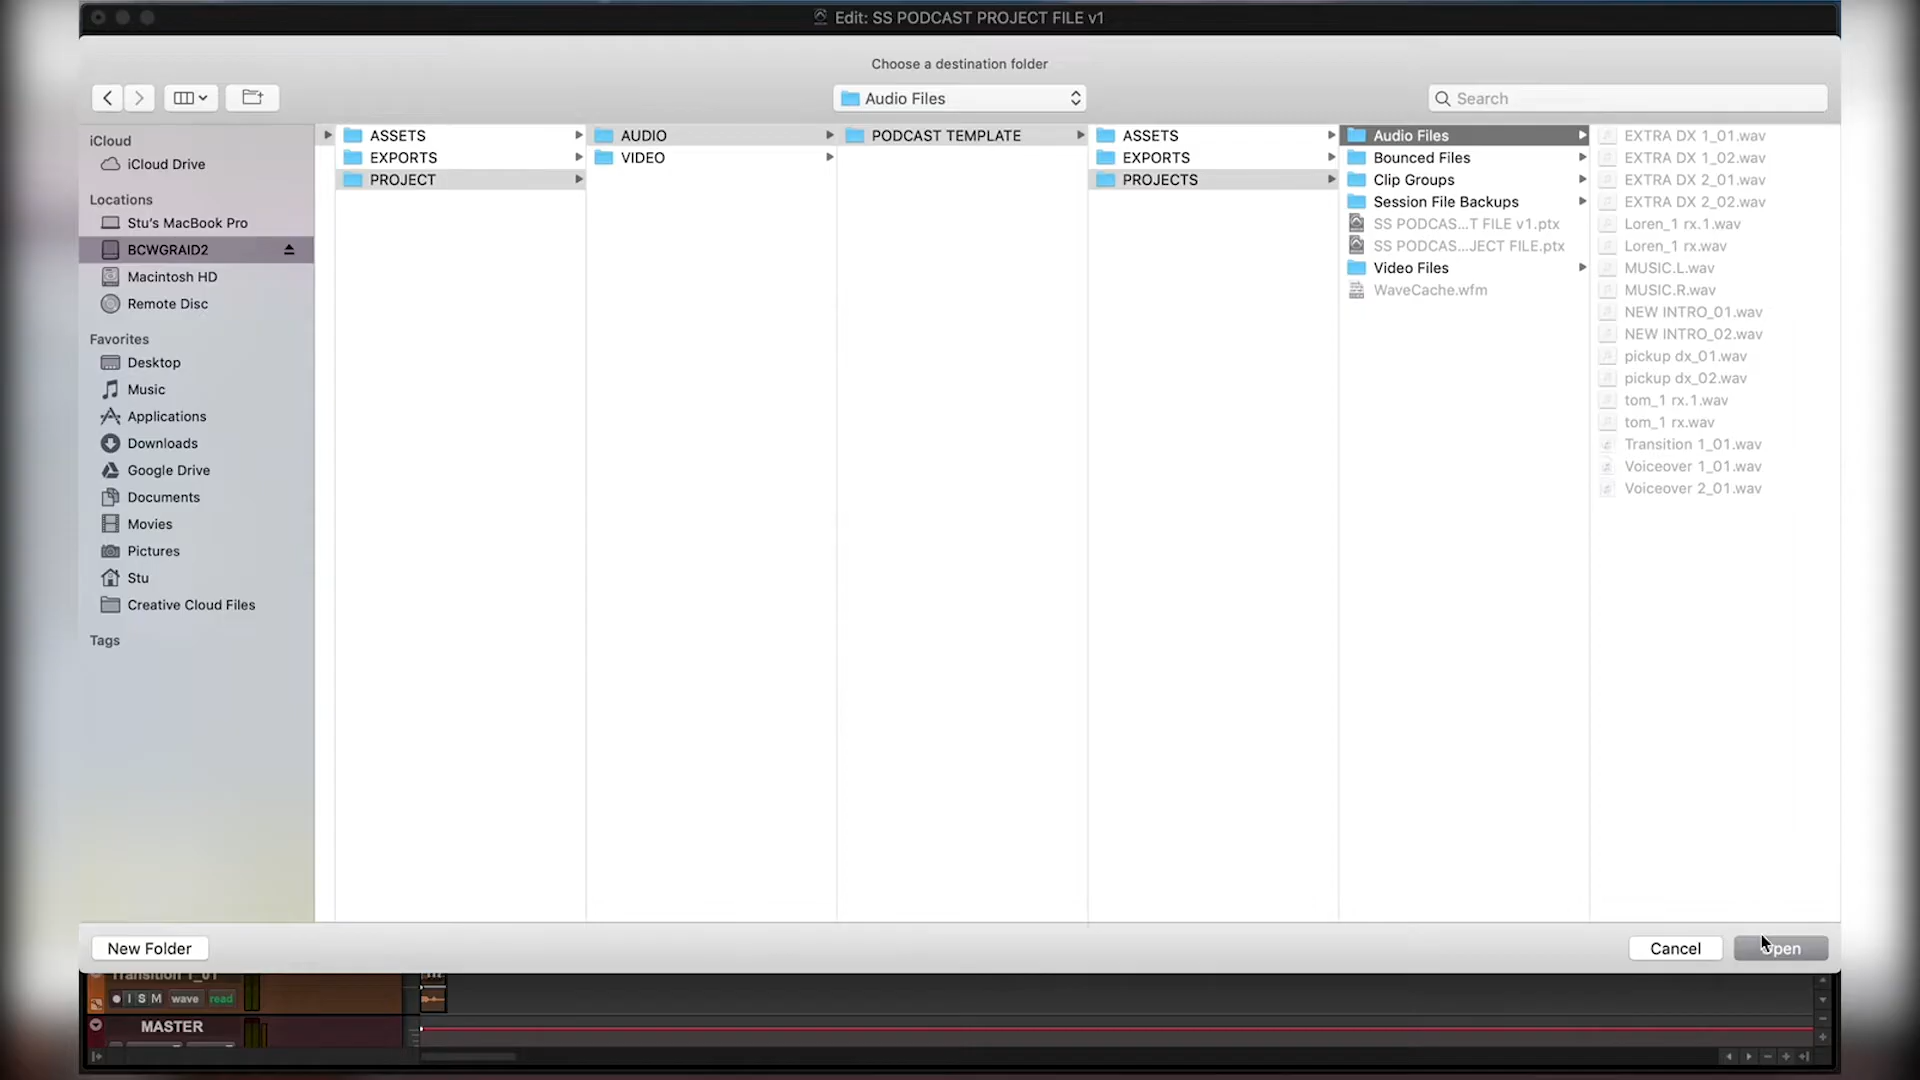 Edit: SS PODCAST PROJECT FILE v1
Choose a destination folder
Audio Files
Search
iCloud
iCloud Drive
Locations
Stu's MacBook Pro
BCWGRAID2
Macintosh HD
Remote Disc
Favorites
Desktop
Music
Applications
Downloads
Google Drive
Documents
Movies
Pictures
Stu
Creative Cloud Files
Tags
ASSETS
EXPORTS
PROJECT
AUDIO
VIDEO
PODCAST TEMPLATE
ASSETS
EXPORTS
PROJECTS
Audio Files
Bounced Files
Clip Groups
Session File Backups
SS PODCAS...T FILE v1.ptx
SS PODCAS...JECT FILE.ptx
Video Files
WaveCache.wfm
EXTRA DX 1_01.wav
EXTRA DX 1_02.wav
EXTRA DX 2_01.wav
EXTRA DX 2_02.wav
Loren_1 rx.1.wav
Loren_1 rx.wav
MUSIC.L.wav
MUSIC.R.wav
NEW INTRO_01.wav
NEW INTRO_02.wav
pickup dx_01.wav
pickup dx_02.wav
tom_1 rx.1.wav
tom_1 rx.wav
Transition 1_01.wav
Voiceover 1_01.wav
Voiceover 2_01.wav
New Folder
Cancel
Open
Transition 1_01
I S M wave read
MASTER